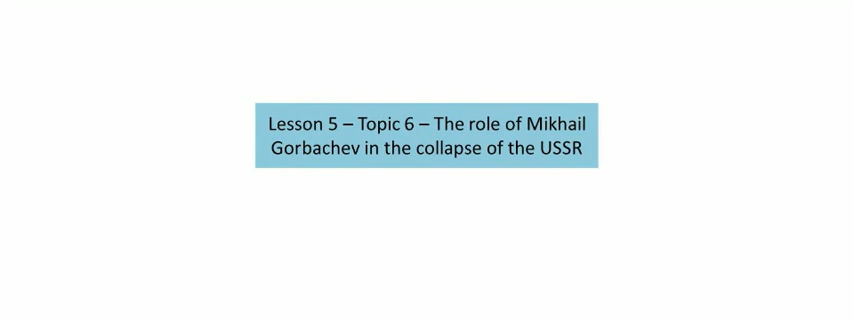 Lesson 5 – Topic 6 – The role of Mikhail
Gorbachev in the collapse of the USSR